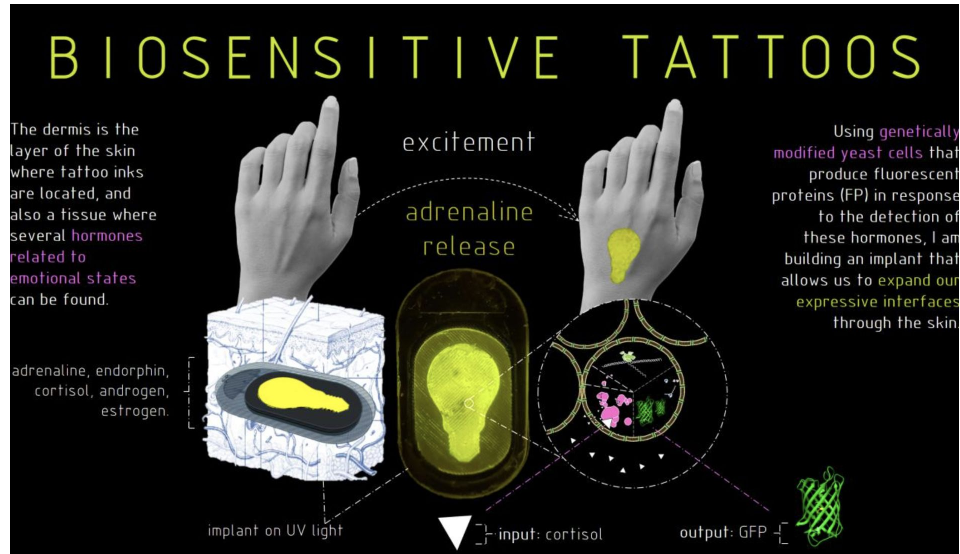 BIOSENSITIVE TATTOOS
The dermis is the
layer of the skin
where tattoo inks
are located, and
also a tissue where
several hormones
related to
emotional states
can be found.
excitement
adrenaline
release
Using genetically
modified yeast cells that
produce fluorescent
proteins (FP) in response
to the detection of
these hormones, I am
building an implant that
allows us to expand our
expressive interfaces
through the skin.
adrenaline, endorphin,
cortisol, androgen,
estrogen.
implant on UV light
input: cortisol
output: GFP